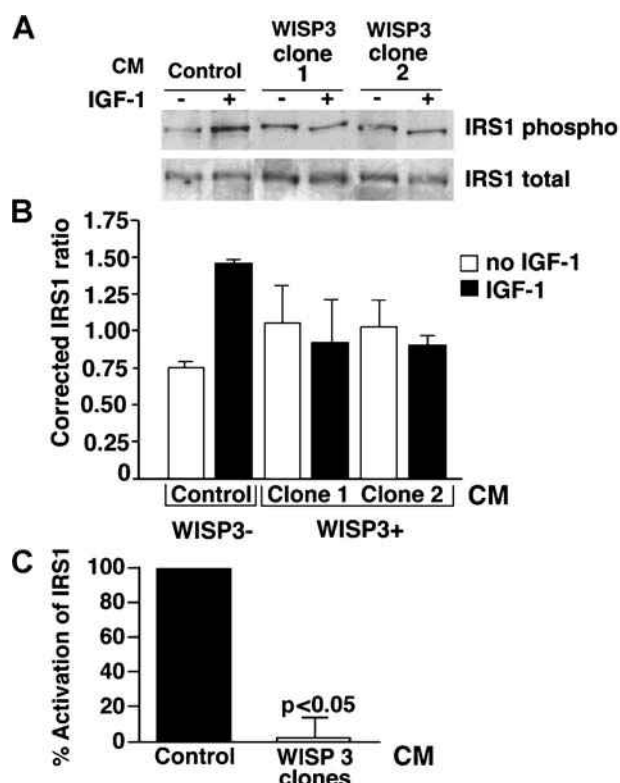 A
CM
Control
WISP3
clone
1
WISP3
clone
2
IGF-1
- + - + - +
IRS1 phospho
IRS1 total
B
Corrected IRS1 ratio
1.75
1.50
1.25
1.00
0.75
0.50
0.25
0
no IGF-1
IGF-1
Control Clone 1 Clone 2 CM
WISP3- WISP3+
C
% Activation of IRS1
100
80
60
40
20
0
p<0.05
Control
WISP 3
clones
CM